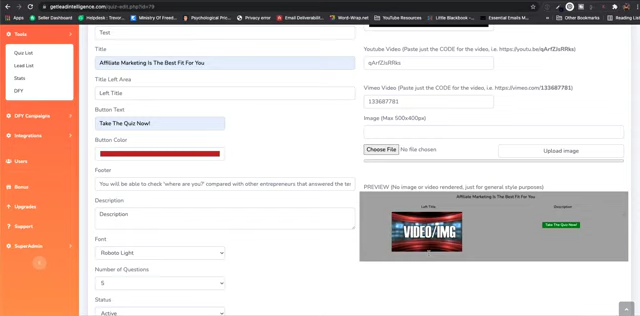 getleadintelligence.com/quiz-edit.php?id=79
Apps
Seller Dashboard
Helpdesk - Trevor...
Ministry Of Freed...
Psychological Pric...
Privacy error
Email Deliverabilit...
Word-Wrap.net
YouTube Resources
Little Blackbook -...
Essential Emails M...
Other Bookmarks
Reading List
Tools
Quiz List
Lead List
Stats
DFY
DFY Campaigns
Integrations
Users
Bonus
Upgrades
Support
SuperAdmin
Test
Title
Affiliate Marketing Is The Best Fit For You
Title Left Area
Left Title
Button Text
Take The Quiz Now!
Button Color
Footer
You will be able to check 'where are you?' compared with other entrepreneurs that answered the tes
Description
Description
Font
Roboto Light
Number of Questions
5
Status
Active
Youtube Video (Paste just the CODE for the video, i.e. https://youtu.be/qArfZJsRRks)
qArfZJsRRks
Vimeo Video (Paste just the CODE for the video, i.e. https://vimeo.com/133687781)
133687781
Image (Max 500x400px)
Choose File No file chosen
Upload image
PREVIEW (No image or video rendered, just for general style purposes)
Affiliate Marketing Is The Best Fit For You
Left Title
Description
VIDEO/IMG
Take The Quiz Now!